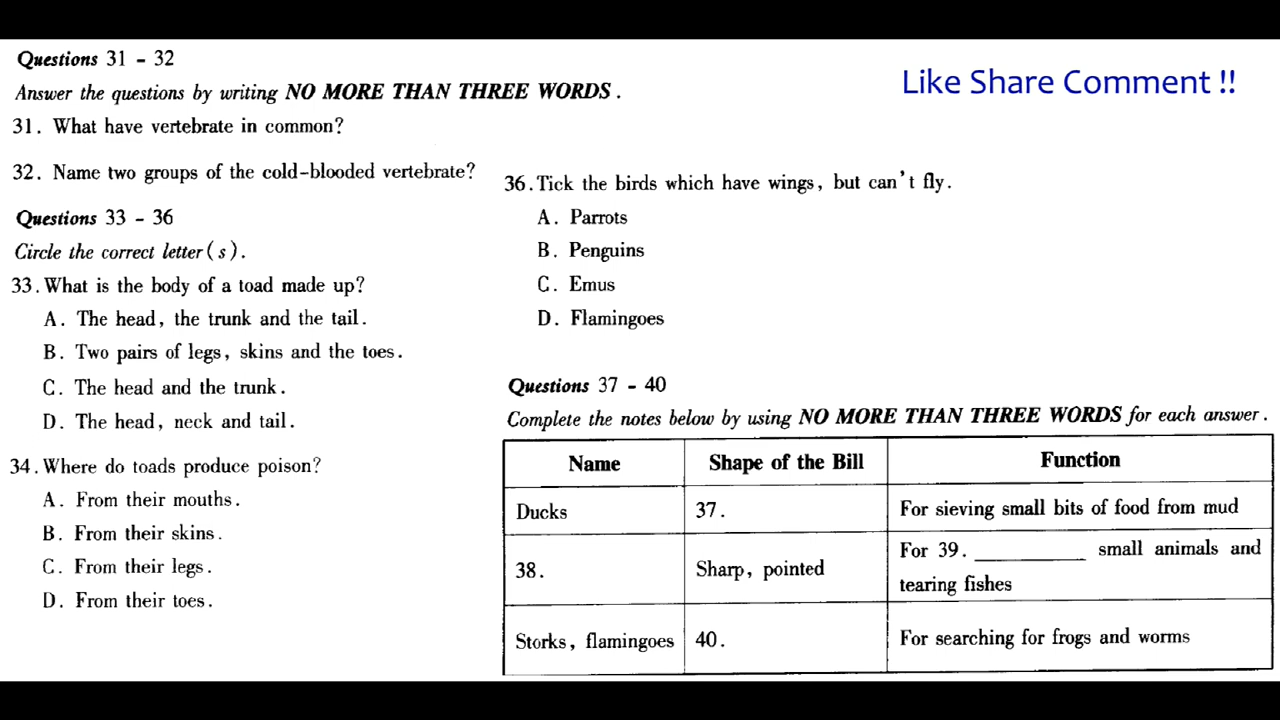 Questions 31 - 32
Answer the questions by writing NO MORE THAN THREE WORDS.
31. What have vertebrate in common?
32. Name two groups of the cold-blooded vertebrate?
Questions 33 - 36
Circle the correct letter(s).
33. What is the body of a toad made up?
A. The head, the trunk and the tail.
B. Two pairs of legs, skins and the toes.
C. The head and the trunk.
D. The head, neck and tail.
34. Where do toads produce poison?
A. From their mouths.
B. From their skins.
C. From their legs.
D. From their toes.
Like Share Comment !!
36. Tick the birds which have wings, but can't fly.
A. Parrots
B. Penguins
C. Emus
D. Flamingoes
Questions 37 - 40
Complete the notes below by using NO MORE THAN THREE WORDS for each answer.
Name Shape of the Bill Function
Ducks 37. For sieving small bits of food from mud
38. Sharp, pointed For 39. __________ small animals and
tearing fishes
Storks, flamingoes 40. For searching for frogs and worms